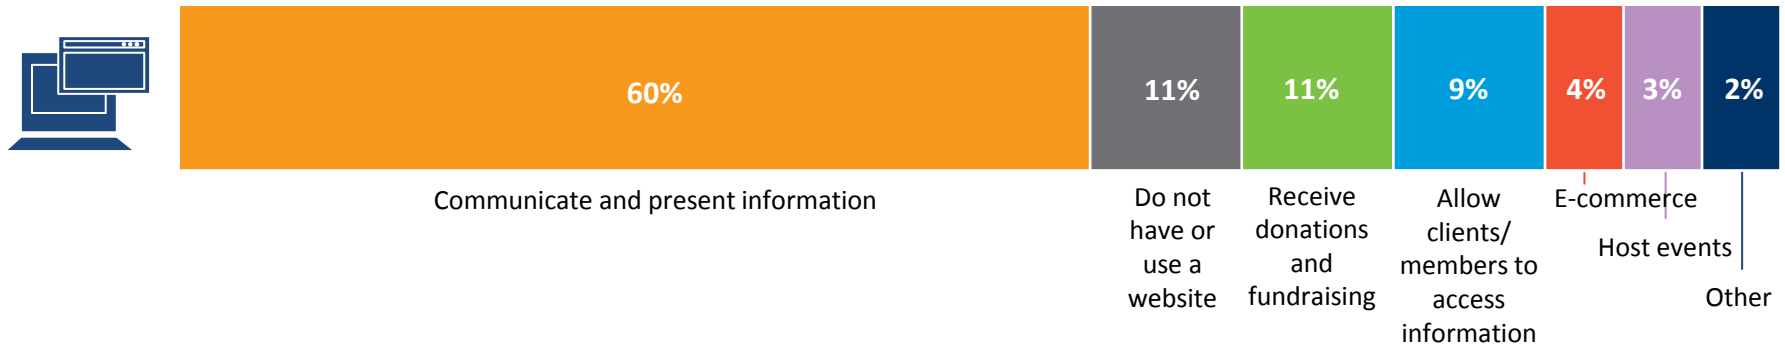 60%
11%
11%
9%
4%
3%
2%
Communicate and present information
Do not
have or
use a
website
Receive
donations
and
fundraising
Allow
clients/
members to
access
information
E-commerce
Host events
Other